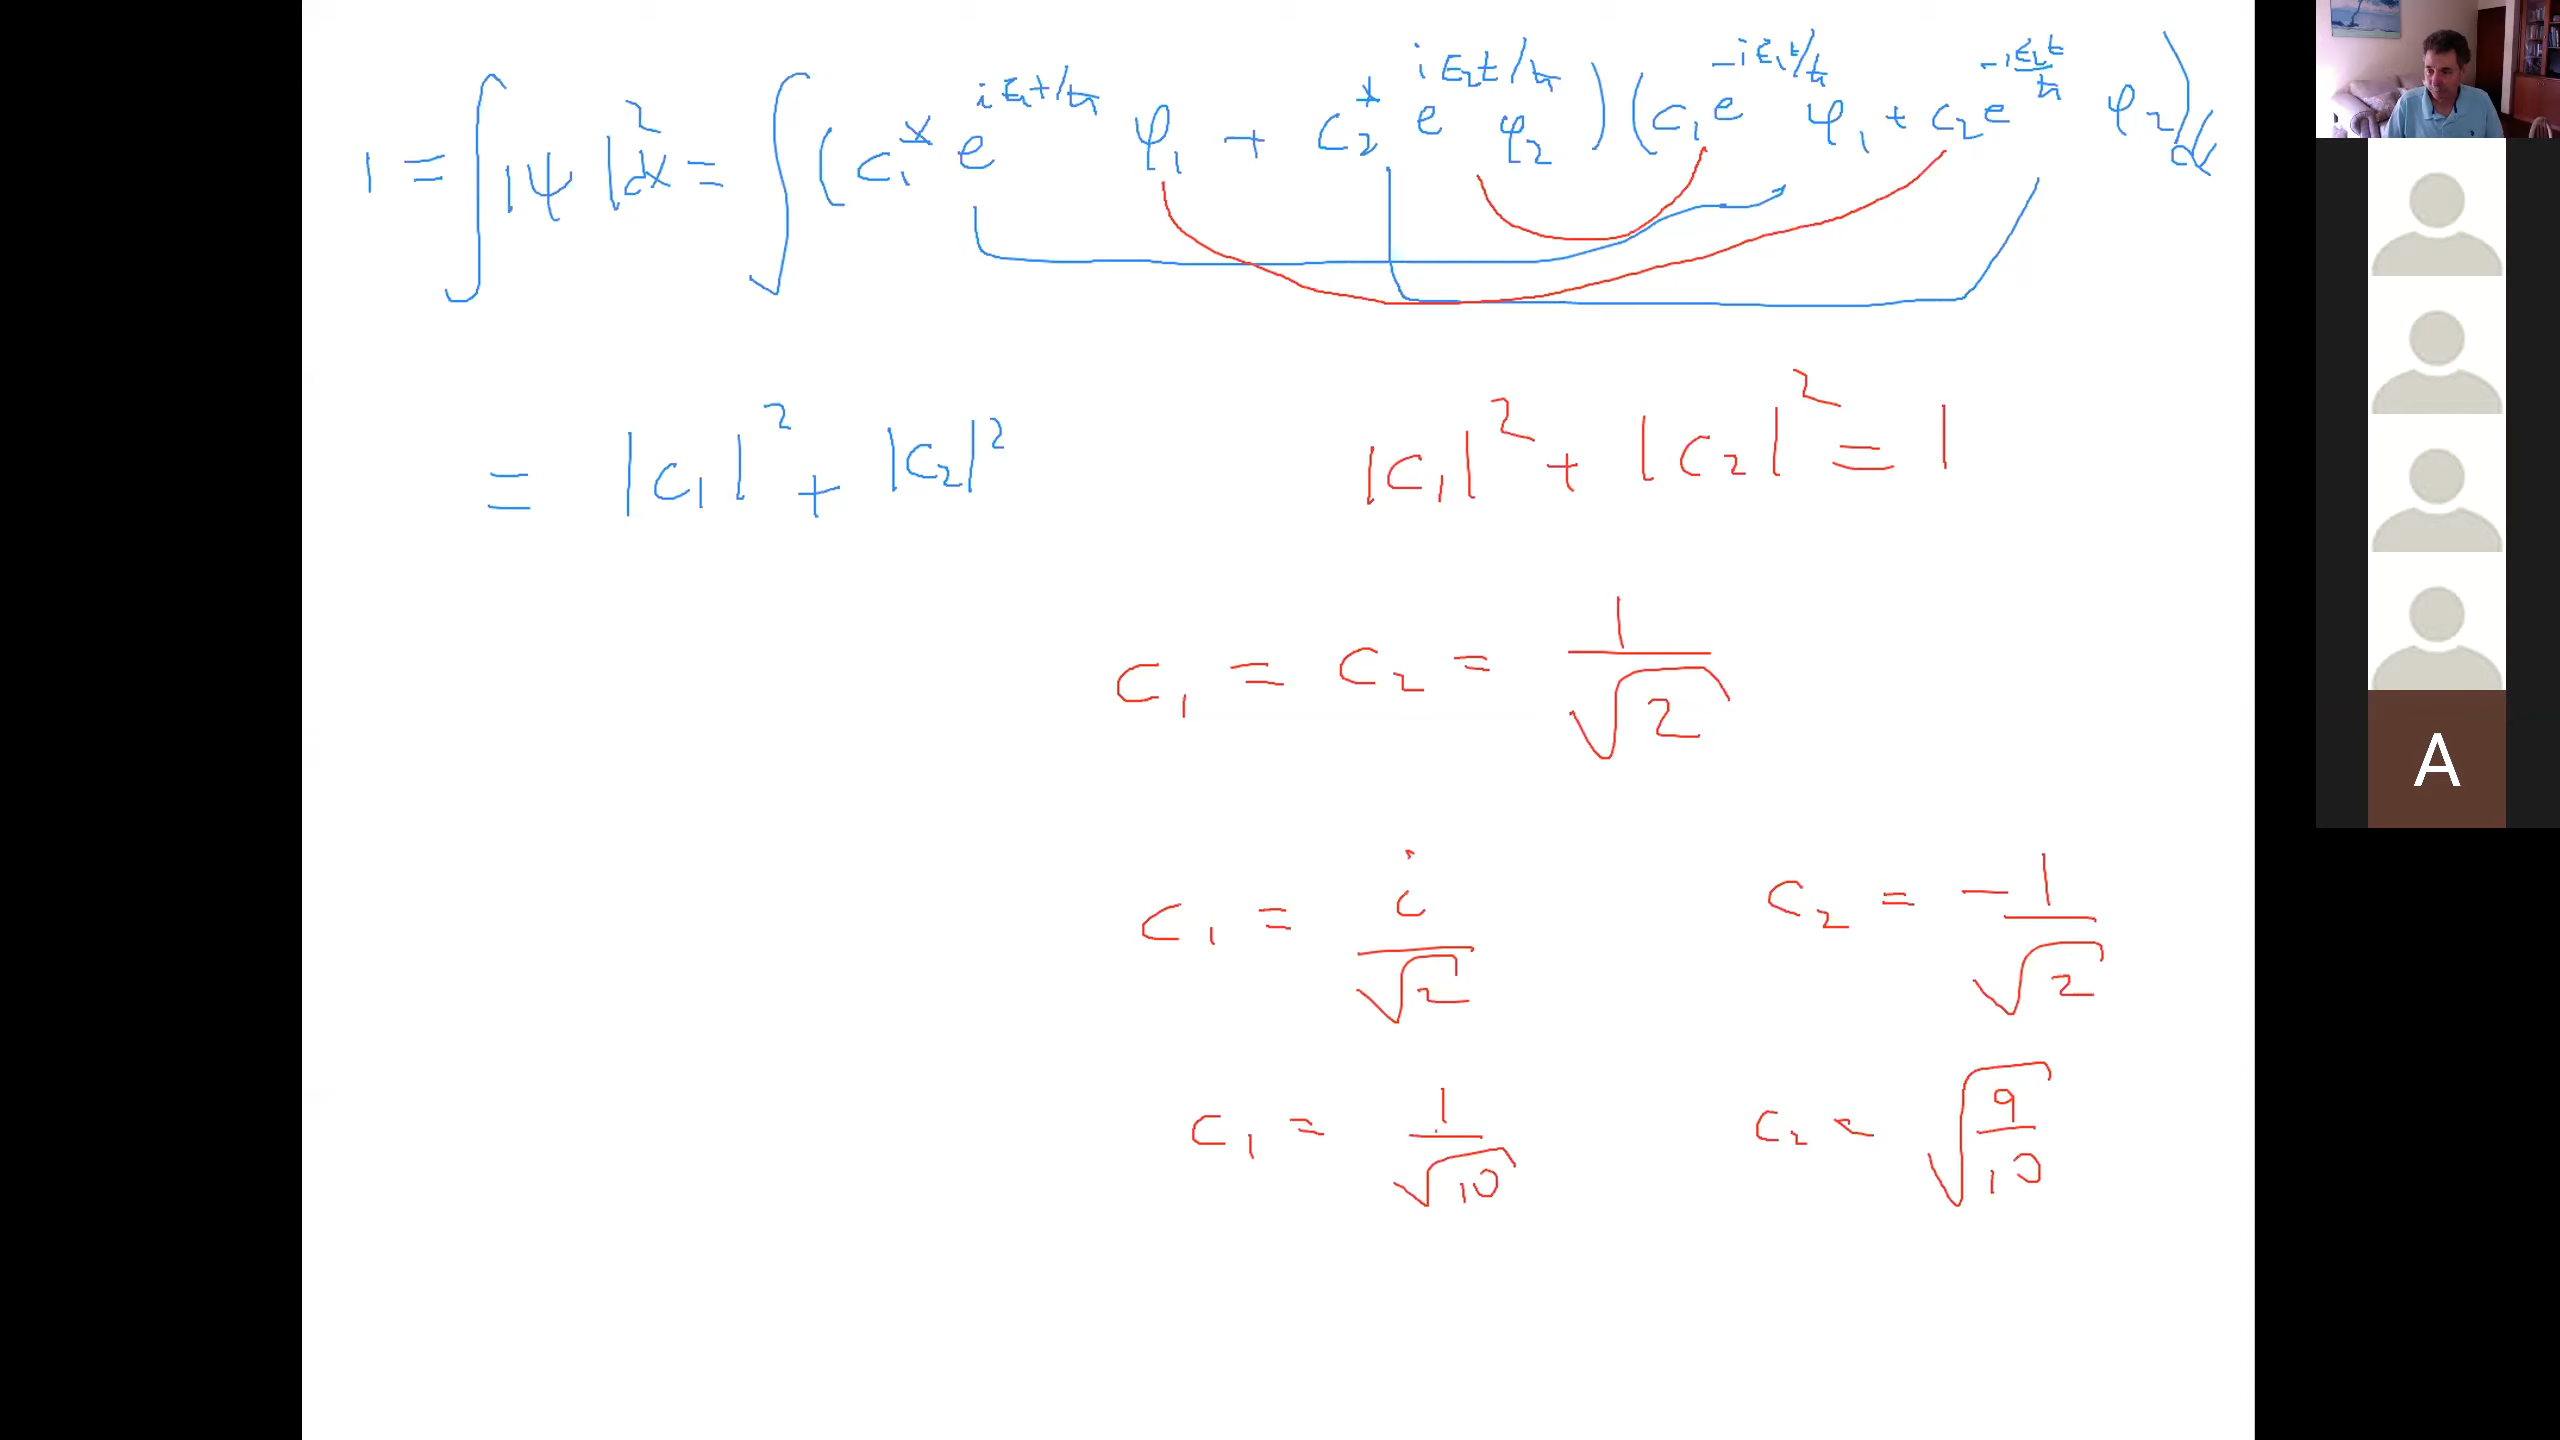 1 = ∫ |ψ|² dx = ∫ (c₁* e^{iE₁t/ħ} φ₁ + c₂* e^{iE₂t/ħ} φ₂)(c₁ e^{-iE₁t/ħ} φ₁ + c₂ e^{-iE₂t/ħ} φ₂) dx
= |c₁|² + |c₂|²
|c₁|² + |c₂|² = 1
c₁ = c₂ = 1/√2
c₁ = i/√2
c₂ = -1/√2
c₁ = 1/√10
c₂ = √(9/10)
A